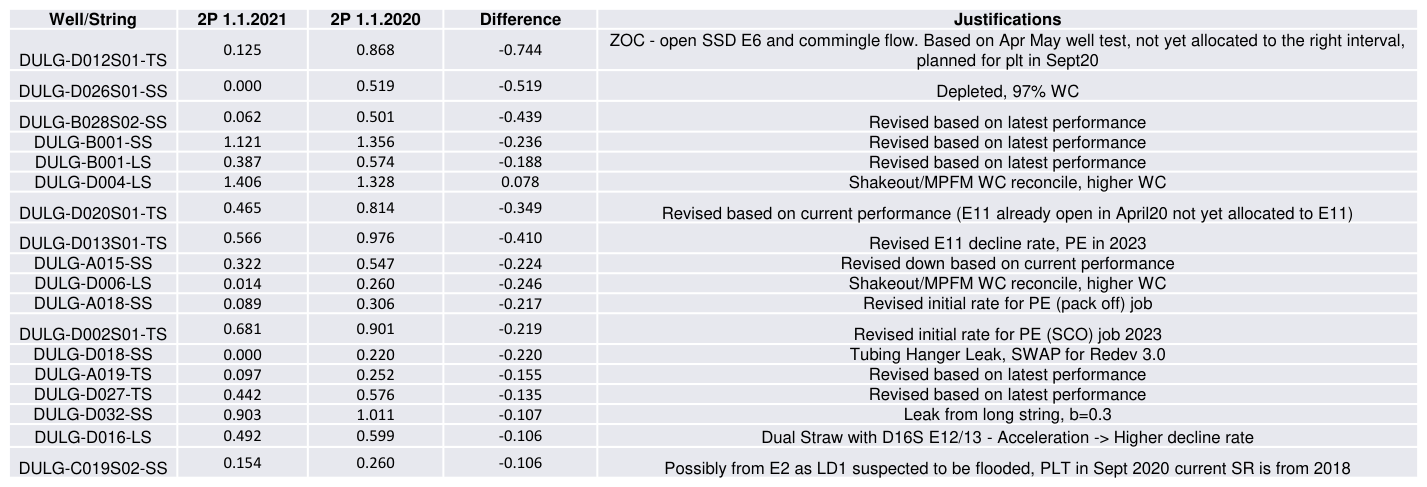 Well/String 2P 1.1.2021 2P 1.1.2020 Difference Justifications
DULG-D012S01-TS 0.125 0.868 -0.744 ZOC - open SSD E6 and commingle flow. Based on Apr May well test, not yet allocated to the right interval,
planned for plt in Sept20
DULG-D026S01-SS 0.000 0.519 -0.519 Depleted, 97% WC
DULG-B028S02-SS 0.062 0.501 -0.439 Revised based on latest performance
DULG-B001-SS 1.121 1.356 -0.236 Revised based on latest performance
DULG-B001-LS 0.387 0.574 -0.188 Revised based on latest performance
DULG-D004-LS 1.406 1.328 0.078 Shakeout/MPFM WC reconcile, higher WC
DULG-D020S01-TS 0.465 0.814 -0.349 Revised based on current performance (E11 already open in April20 not yet allocated to E11)
DULG-D013S01-TS 0.566 0.976 -0.410 Revised E11 decline rate, PE in 2023
DULG-A015-SS 0.322 0.547 -0.224 Revised down based on current performance
DULG-D006-LS 0.014 0.260 -0.246 Shakeout/MPFM WC reconcile, higher WC
DULG-A018-SS 0.089 0.306 -0.217 Revised initial rate for PE (pack off) job
DULG-D002S01-TS 0.681 0.901 -0.219 Revised initial rate for PE (SCO) job 2023
DULG-D018-SS 0.000 0.220 -0.220 Tubing Hanger Leak, SWAP for Redev 3.0
DULG-A019-TS 0.097 0.252 -0.155 Revised based on latest performance
DULG-D027-TS 0.442 0.576 -0.135 Revised based on latest performance
DULG-D032-SS 0.903 1.011 -0.107 Leak from long string, b=0.3
DULG-D016-LS 0.492 0.599 -0.106 Dual Straw with D16S E12/13 - Acceleration -> Higher decline rate
DULG-C019S02-SS 0.154 0.260 -0.106 Possibly from E2 as LD1 suspected to be flooded, PLT in Sept 2020 current SR is from 2018